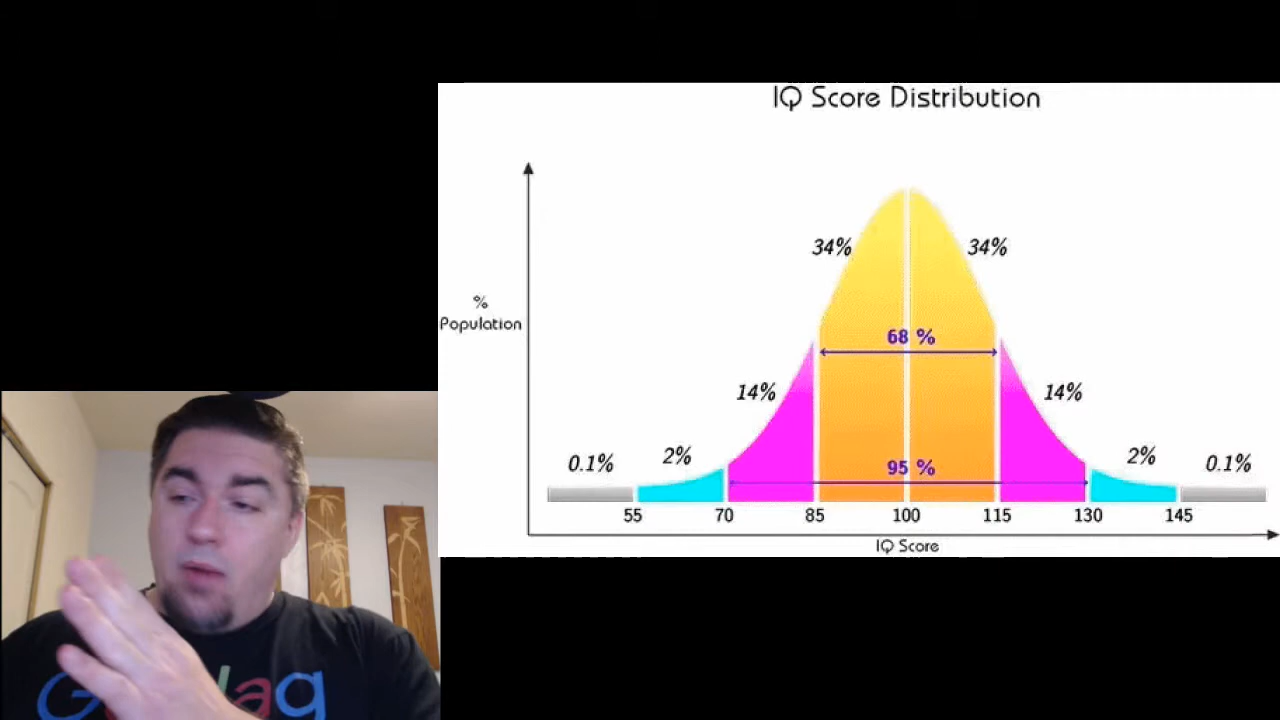 IQ Score Distribution
34%
34%
%
Population
68 %
14%
14%
95 %
0.1%
2%
2%
0.1%
55 70 85 100 115 130 145
IQ Score